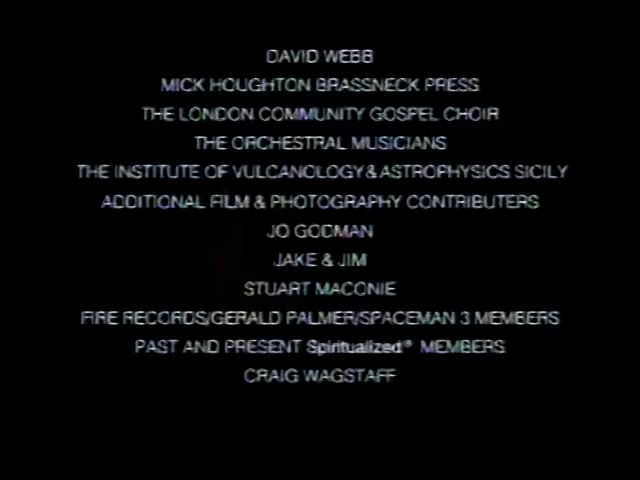 DAVID WEBB
MICK HOUGHTON BRASSNECK PRESS
THE LONDON COMMUNITY GOSPEL CHOIR
THE ORCHESTRAL MUSICIANS
THE INSTITUTE OF VULCANOLOGY & ASTROPHYSICS SICILY
ADDITIONAL FILM & PHOTOGRAPHY CONTRIBUTERS
JO GODMAN
JAKE & JIM
STUART MACONIE
FIRE RECORDS/GERALD PALMER/SPACEMAN 3 MEMBERS
PAST AND PRESENT Spiritualized® MEMBERS
CRAIG WAGSTAFF